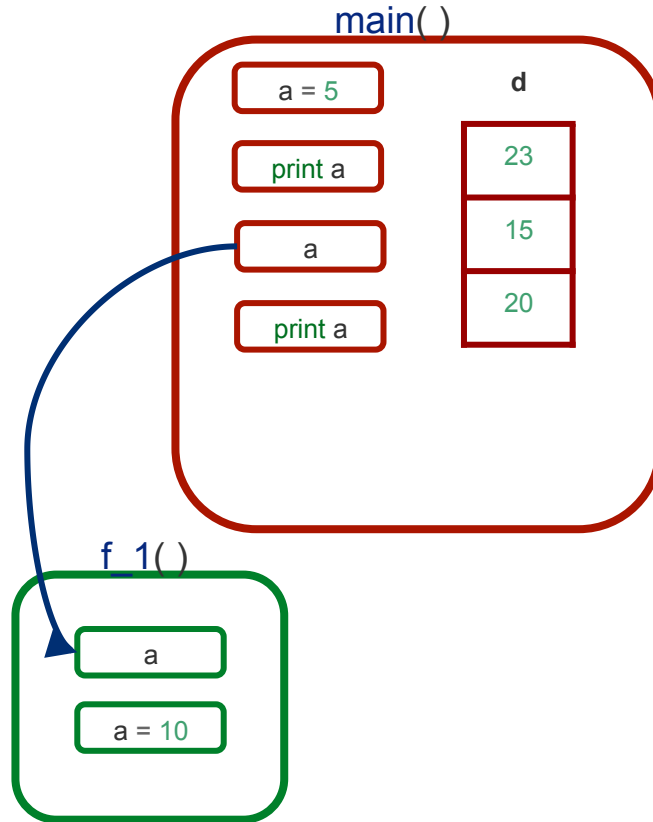 main( )
a = 5
print a
a
print a
d
23
15
20
f_1( )
a
a = 10